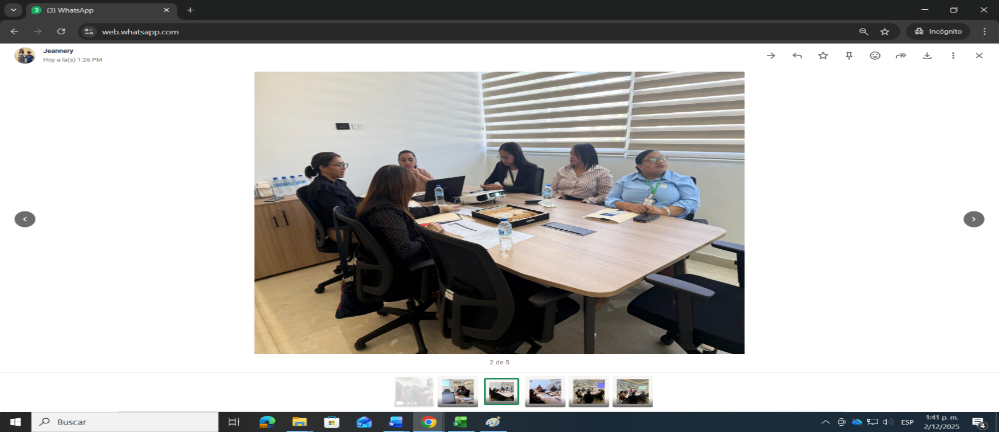 3 (3) WhatsApp
web.whatsapp.com
Incógnito
Jeannery
Hoy a la(s) 1:26 PM
2 de 5
0:54
Buscar
ESP
1:41 p. m.
2/12/2025
4